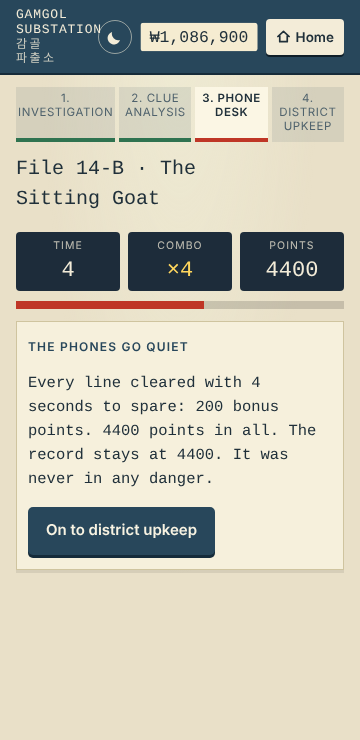 GAMGOL
SUBSTATION
감골
파출소
₩1,086,900
Home
1.
INVESTIGATION
2. CLUE
ANALYSIS
3. PHONE
DESK
4.
DISTRICT
UPKEEP
File 14-B · The
Sitting Goat
TIME
4
COMBO
×4
POINTS
4400
THE PHONES GO QUIET
Every line cleared with 4
seconds to spare: 200 bonus
points. 4400 points in all. The
record stays at 4400. It was
never in any danger.
On to district upkeep